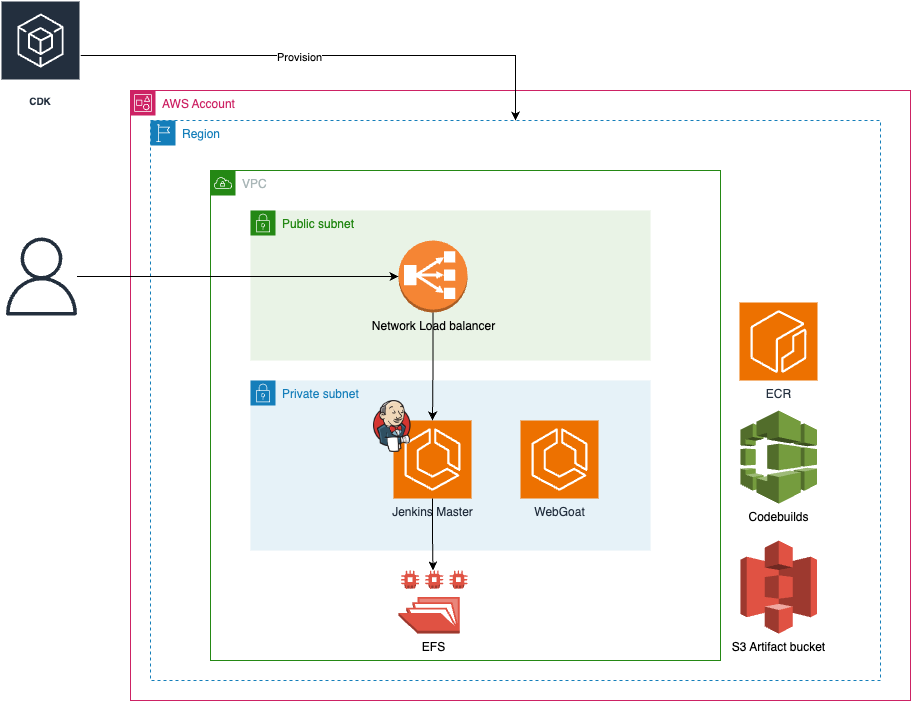 Provision
CDK
AWS Account
Region
VPC
Public subnet
Network Load balancer
Private subnet
ECR
Jenkins Master
WebGoat
Codebuilds
EFS
S3 Artifact bucket